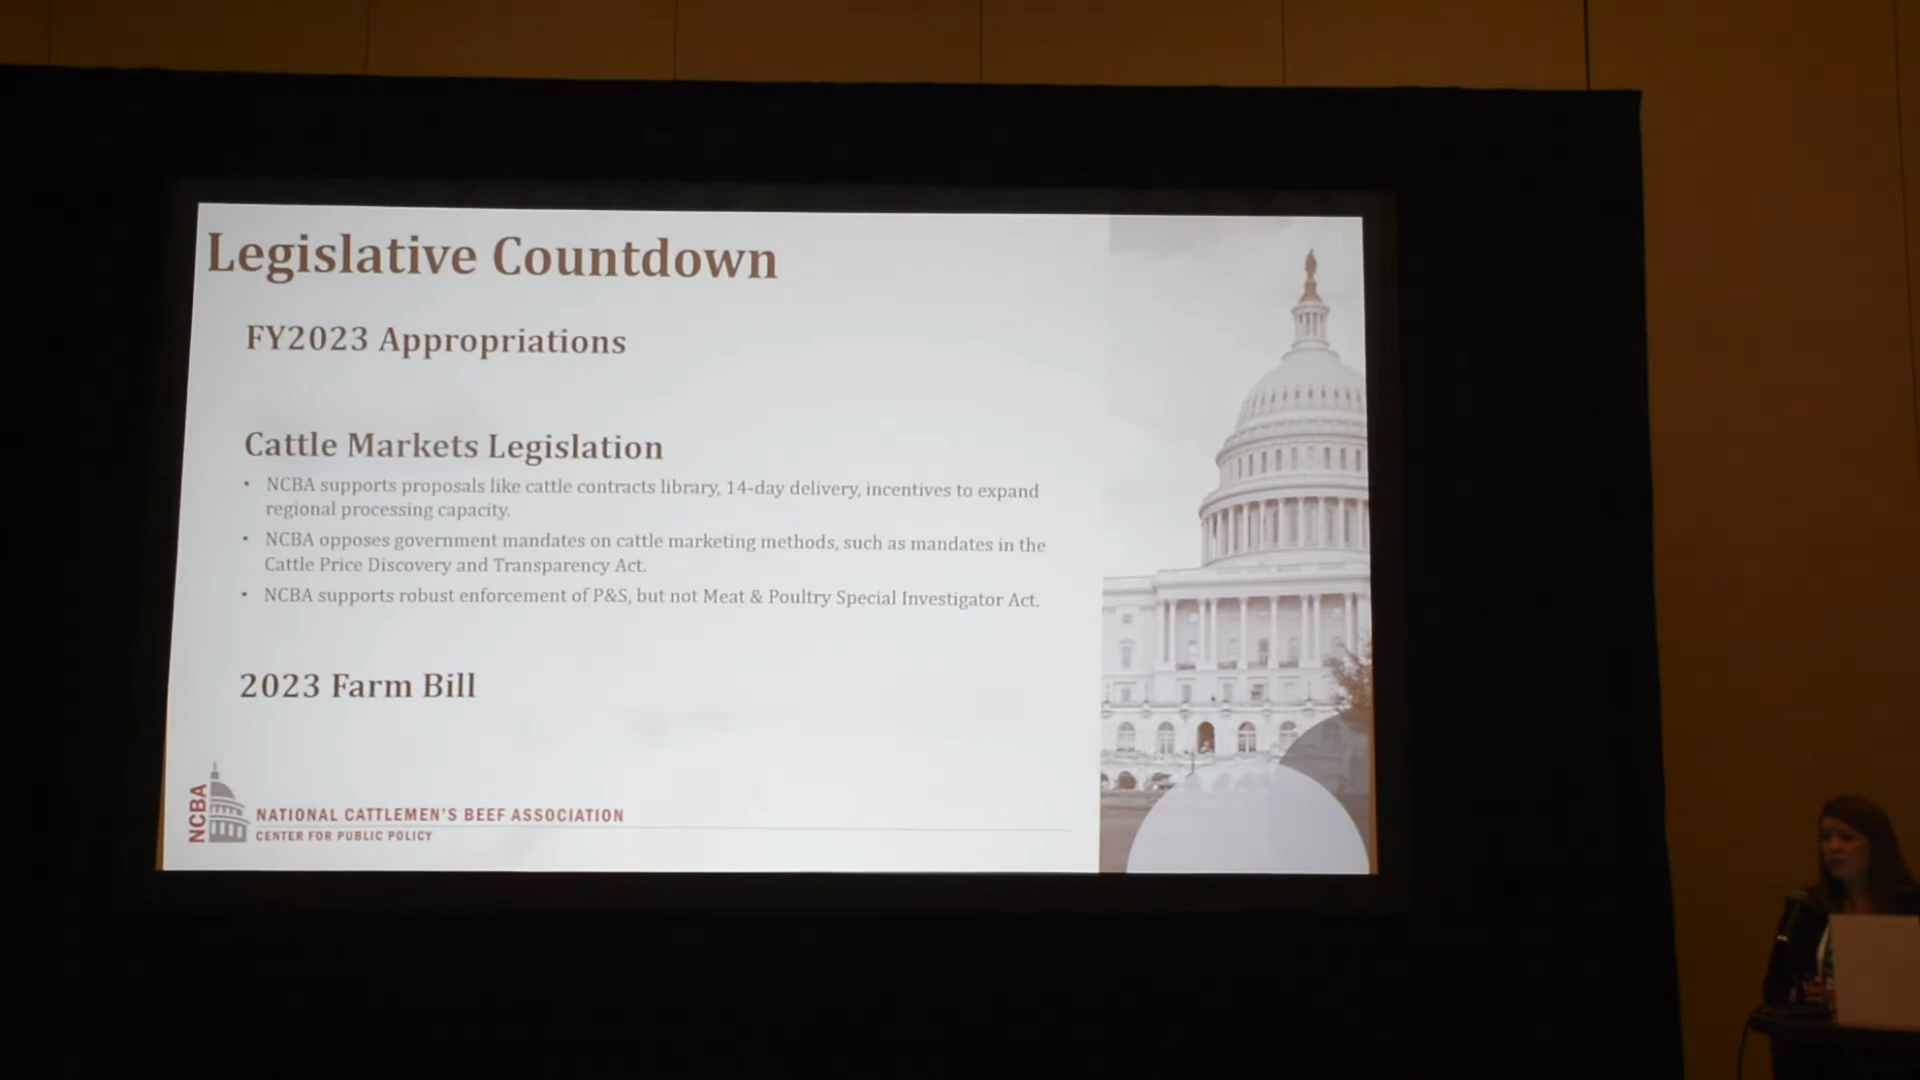 Legislative Countdown
FY2023 Appropriations
Cattle Markets Legislation
• NCBA supports proposals like cattle contracts library, 14-day delivery, incentives to expand
regional processing capacity.
• NCBA opposes government mandates on cattle marketing methods, such as mandates in the
Cattle Price Discovery and Transparency Act.
• NCBA supports robust enforcement of P&S, but not Meat & Poultry Special Investigator Act.
2023 Farm Bill
NCBA
NATIONAL CATTLEMEN'S BEEF ASSOCIATION
CENTER FOR PUBLIC POLICY